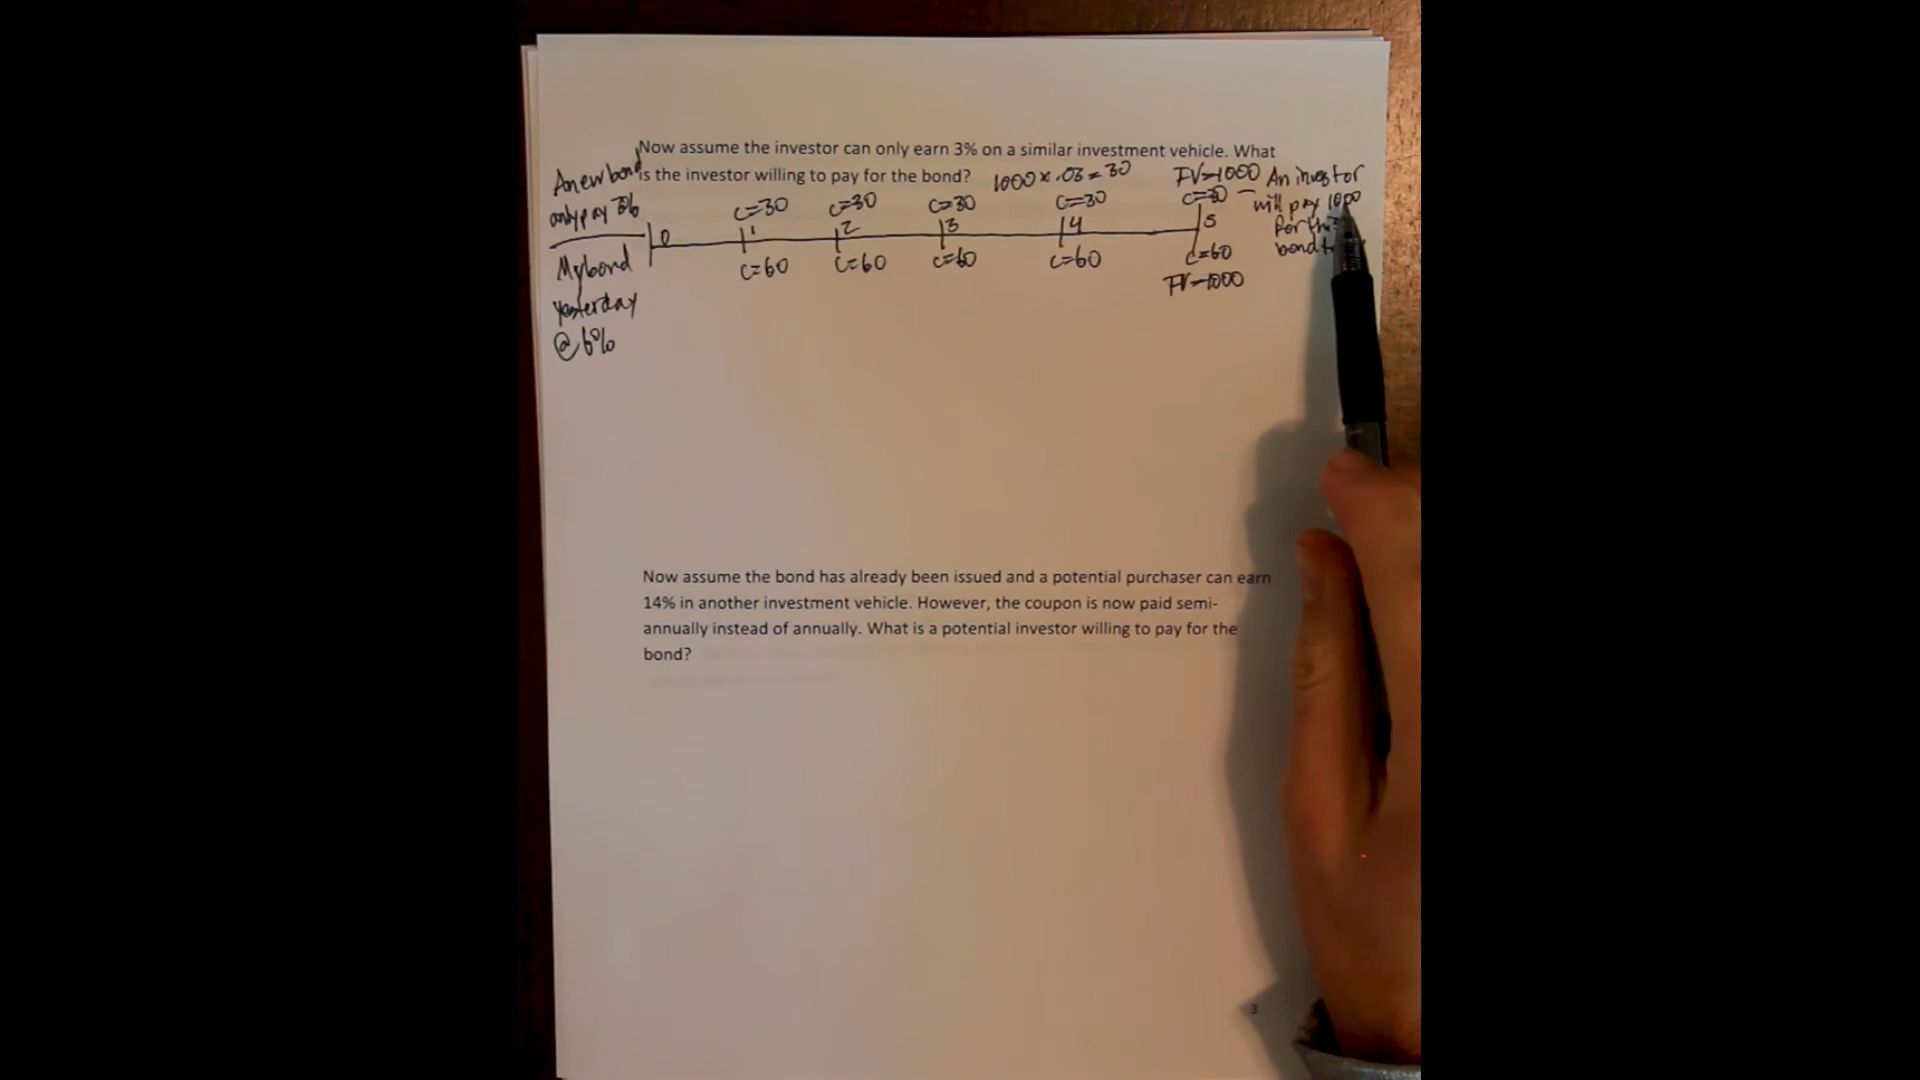 Now assume the investor can only earn 3% on a similar investment vehicle. What
is the investor willing to pay for the bond? 1000 × .03 = 30
A new bond
only pay 3%
FV=1000
An investor
will pay 1000
for this
bond
C=30 C=30 C=30 C=30 C=30
0 1 2 3 4 5
C=60 C=60 C=60 C=60 C=60
FV=1000
My bond
yesterday
@ 6%
Now assume the bond has already been issued and a potential purchaser can earn
14% in another investment vehicle. However, the coupon is now paid semi-
annually instead of annually. What is a potential investor willing to pay for the
bond?
3